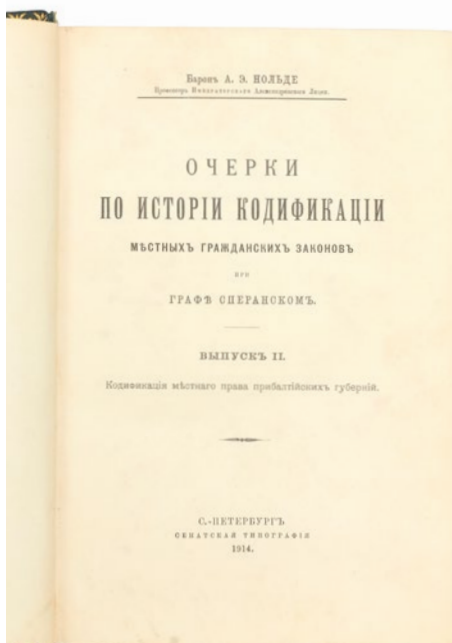 Баронъ А. Э. НОЛЬДЕ
Профессоръ Императорскаго Александровскаго Лицея.
ОЧЕРКИ
ПО ИСТОРІИ КОДИФИКАЦІИ
МѢСТНЫХЪ ГРАЖДАНСКИХЪ ЗАКОНОВЪ
ПРИ
ГРАФѢ СПЕРАНСКОМЪ.
ВЫПУСКЪ II.
Кодификація мѣстнаго права прибалтійскихъ губерній.
С.-ПЕТЕРБУРГЪ
СЕНАТСКАЯ ТИПОГРАФІЯ
1914.